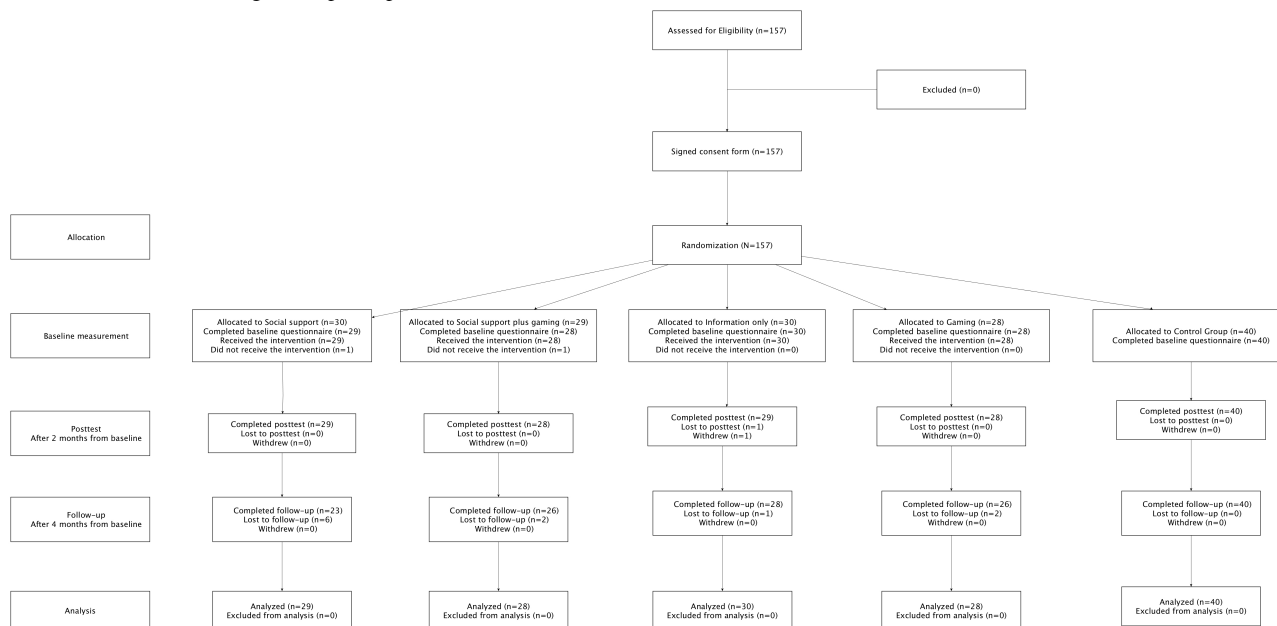 Assessed for Eligibility (n=157)
Excluded (n=0)
Signed consent form (n=157)
Allocation
Randomization (N=157)
Baseline measurement
Allocated to Social support (n=30)
Completed baseline questionnaire (n=29)
Received the intervention (n=29)
Did not receive the intervention (n=1)
Allocated to Social support plus gaming (n=29)
Completed baseline questionnaire (n=28)
Received the intervention (n=28)
Did not receive the intervention (n=1)
Allocated to Information only (n=30)
Completed baseline questionnaire (n=30)
Received the intervention (n=30)
Did not receive the intervention (n=0)
Allocated to Gaming (n=28)
Completed baseline questionnaire (n=28)
Received the intervention (n=28)
Did not receive the intervention (n=0)
Allocated to Control Group (n=40)
Completed baseline questionnaire (n=40)
Posttest
After 2 months from baseline
Completed posttest (n=29)
Lost to posttest (n=0)
Withdrew (n=0)
Completed posttest (n=28)
Lost to posttest (n=0)
Withdrew (n=0)
Completed posttest (n=29)
Lost to posttest (n=1)
Withdrew (n=1)
Completed posttest (n=28)
Lost to posttest (n=0)
Withdrew (n=0)
Completed posttest (n=40)
Lost to posttest (n=0)
Withdrew (n=0)
Follow-up
After 4 months from baseline
Completed follow-up (n=23)
Lost to follow-up (n=6)
Withdrew (n=0)
Completed follow-up (n=26)
Lost to follow-up (n=2)
Withdrew (n=0)
Completed follow-up (n=28)
Lost to follow-up (n=1)
Withdrew (n=0)
Completed follow-up (n=26)
Lost to follow-up (n=2)
Withdrew (n=0)
Completed follow-up (n=40)
Lost to follow-up (n=0)
Withdrew (n=0)
Analysis
Analyzed (n=29)
Excluded from analysis (n=0)
Analyzed (n=28)
Excluded from analysis (n=0)
Analyzed (n=30)
Excluded from analysis (n=0)
Analyzed (n=28)
Excluded from analysis (n=0)
Analyzed (n=40)
Excluded from analysis (n=0)